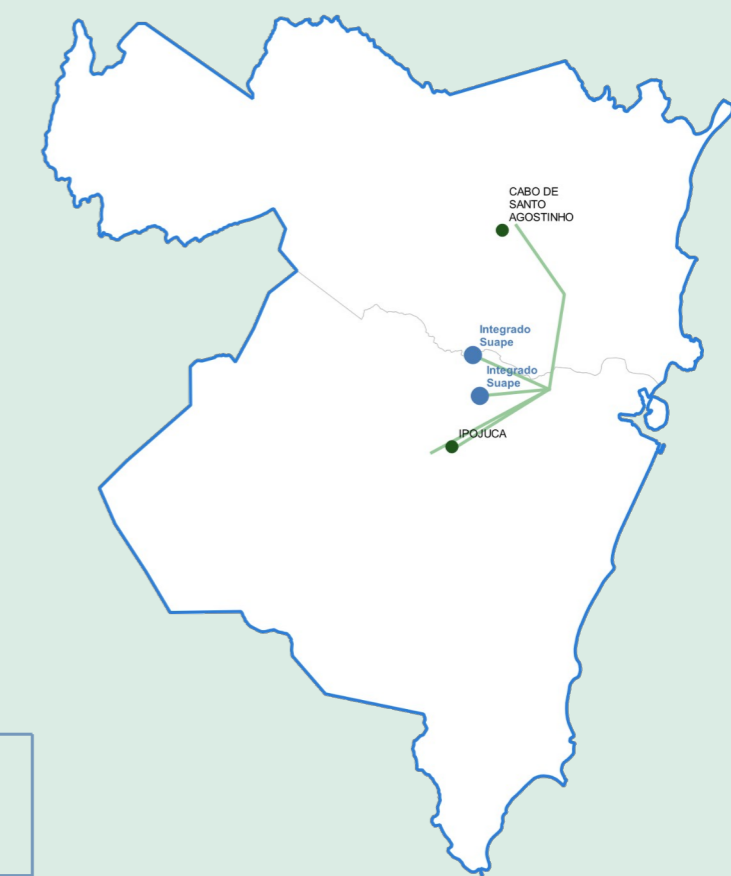 CABO DE
SANTO
AGOSTINHO
Integrado
Suape
Integrado
Suape
IPOJUCA